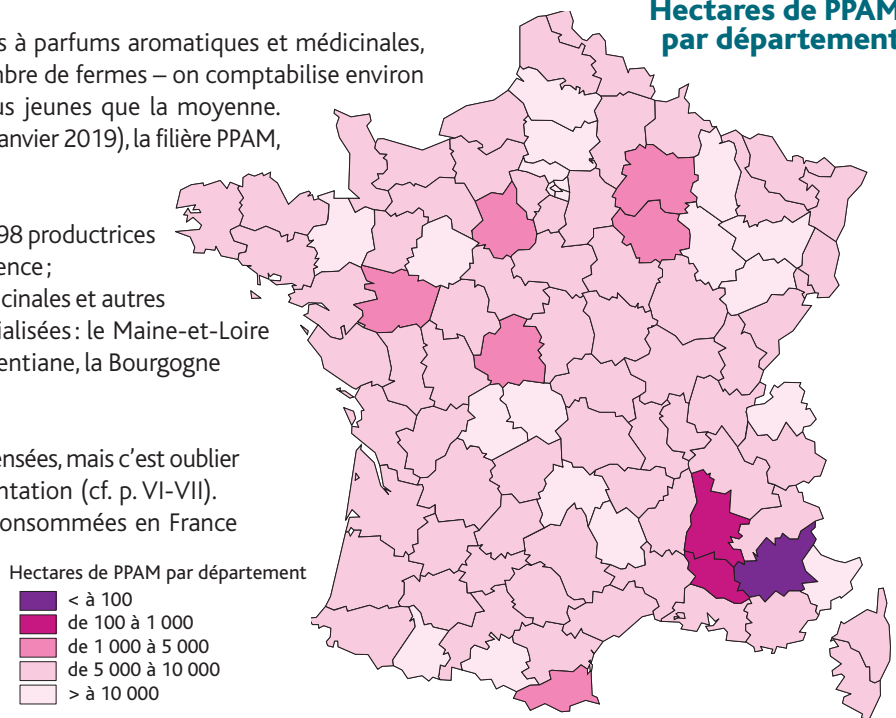 Hectares de PPAM
par département
s à parfums aromatiques et médicinales,
mbre de fermes – on comptabilise environ
us jeunes que la moyenne.
anvier 2019), la filière PPAM,
98 productrices
ence ;
icinales et autres
ialisées : le Maine-et-Loire
entiane, la Bourgogne
ensées, mais c'est oublier
ntation (cf. p. VI-VII).
onsommées en France
Hectares de PPAM par département
< à 100
de 100 à 1 000
de 1 000 à 5 000
de 5 000 à 10 000
> à 10 000